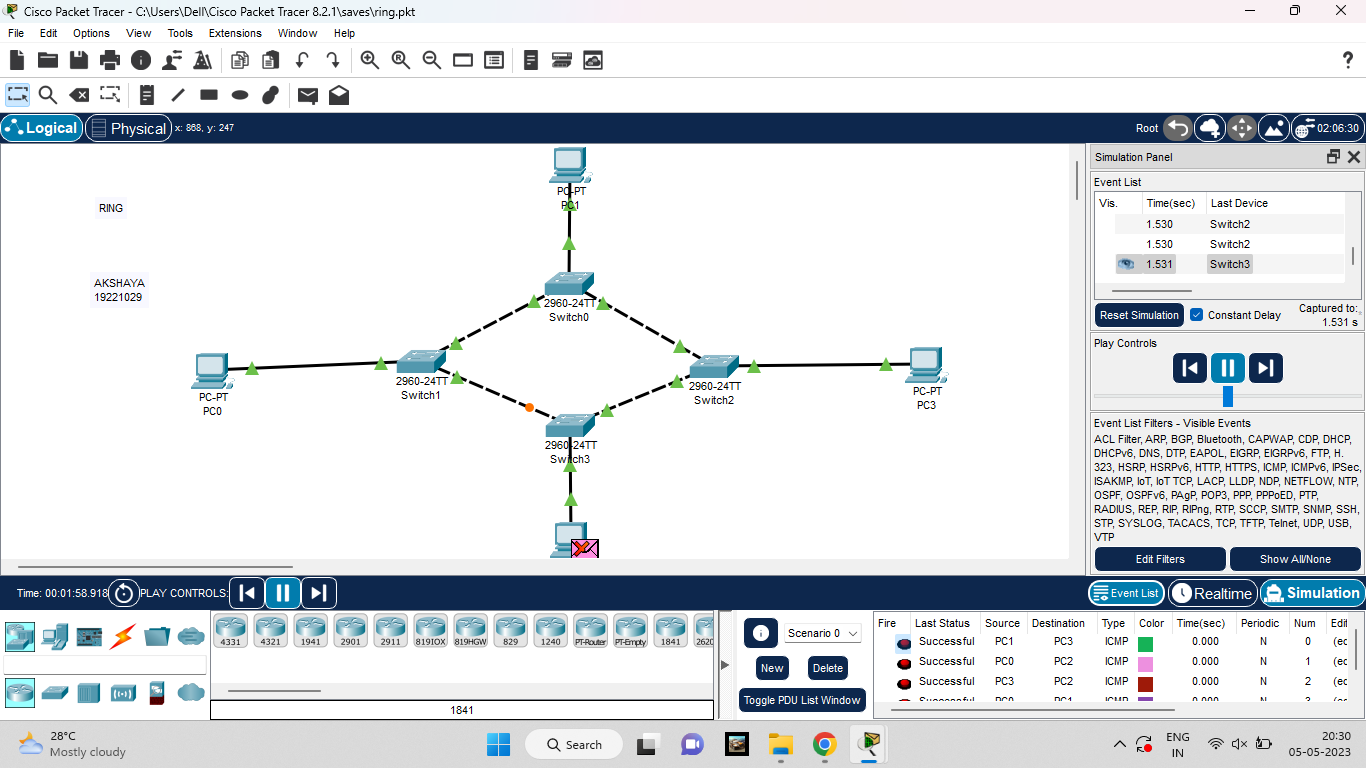 Cisco Packet Tracer - C:\Users\Dell\Cisco Packet Tracer 8.2.1\saves\ring.pkt
File Edit Options View Tools Extensions Window Help
?
Logical Physical x: 868, y: 247 Root 02:06:30
RING
AKSHAYA
19221029
PC-PT
PC1
2960-24TT
Switch0
PC-PT
PC0
2960-24TT
Switch1
2960-24TT
Switch2
PC-PT
PC3
2960-24TT
Switch3
Simulation Panel
Event List
Vis. Time(sec) Last Device
1.530 Switch2
1.530 Switch2
1.531 Switch3
Reset Simulation Constant Delay Captured to:
1.531 s
Play Controls
Event List Filters - Visible Events
ACL Filter, ARP, BGP, Bluetooth, CAPWAP, CDP, DHCP,
DHCPv6, DNS, DTP, EAPOL, EIGRP, EIGRPv6, FTP, H.
323, HSRP, HSRPv6, HTTP, HTTPS, ICMP, ICMPv6, IPSec,
ISAKMP, IoT, IoT TCP, LACP, LLDP, NDP, NETFLOW, NTP,
OSPF, OSPFv6, PAgP, POP3, PPP, PPPoED, PTP,
RADIUS, REP, RIP, RIPng, RTP, SCCP, SMTP, SNMP, SSH,
STP, SYSLOG, TACACS, TCP, TFTP, Telnet, UDP, USB,
VTP
Edit Filters Show All/None
Time: 00:01:58.918 PLAY CONTROLS: Event List Realtime Simulation
4331 4321 1941 2901 2911 819IOX 819HGW 829 1240 PT-Router PT-Empty 1841 2620
1841
Scenario 0
New Delete
Toggle PDU List Window
Fire Last Status Source Destination Type Color Time(sec) Periodic Num Edit
Successful PC1 PC3 ICMP 0.000 N 0 (ec
Successful PC0 PC2 ICMP 0.000 N 1 (ec
Successful PC3 PC2 ICMP 0.000 N 2 (ec
Successful PC0 PC1 ICMP 0.000 N 3 (ec
28°C
Mostly cloudy
Search
ENG
IN
20:30
05-05-2023